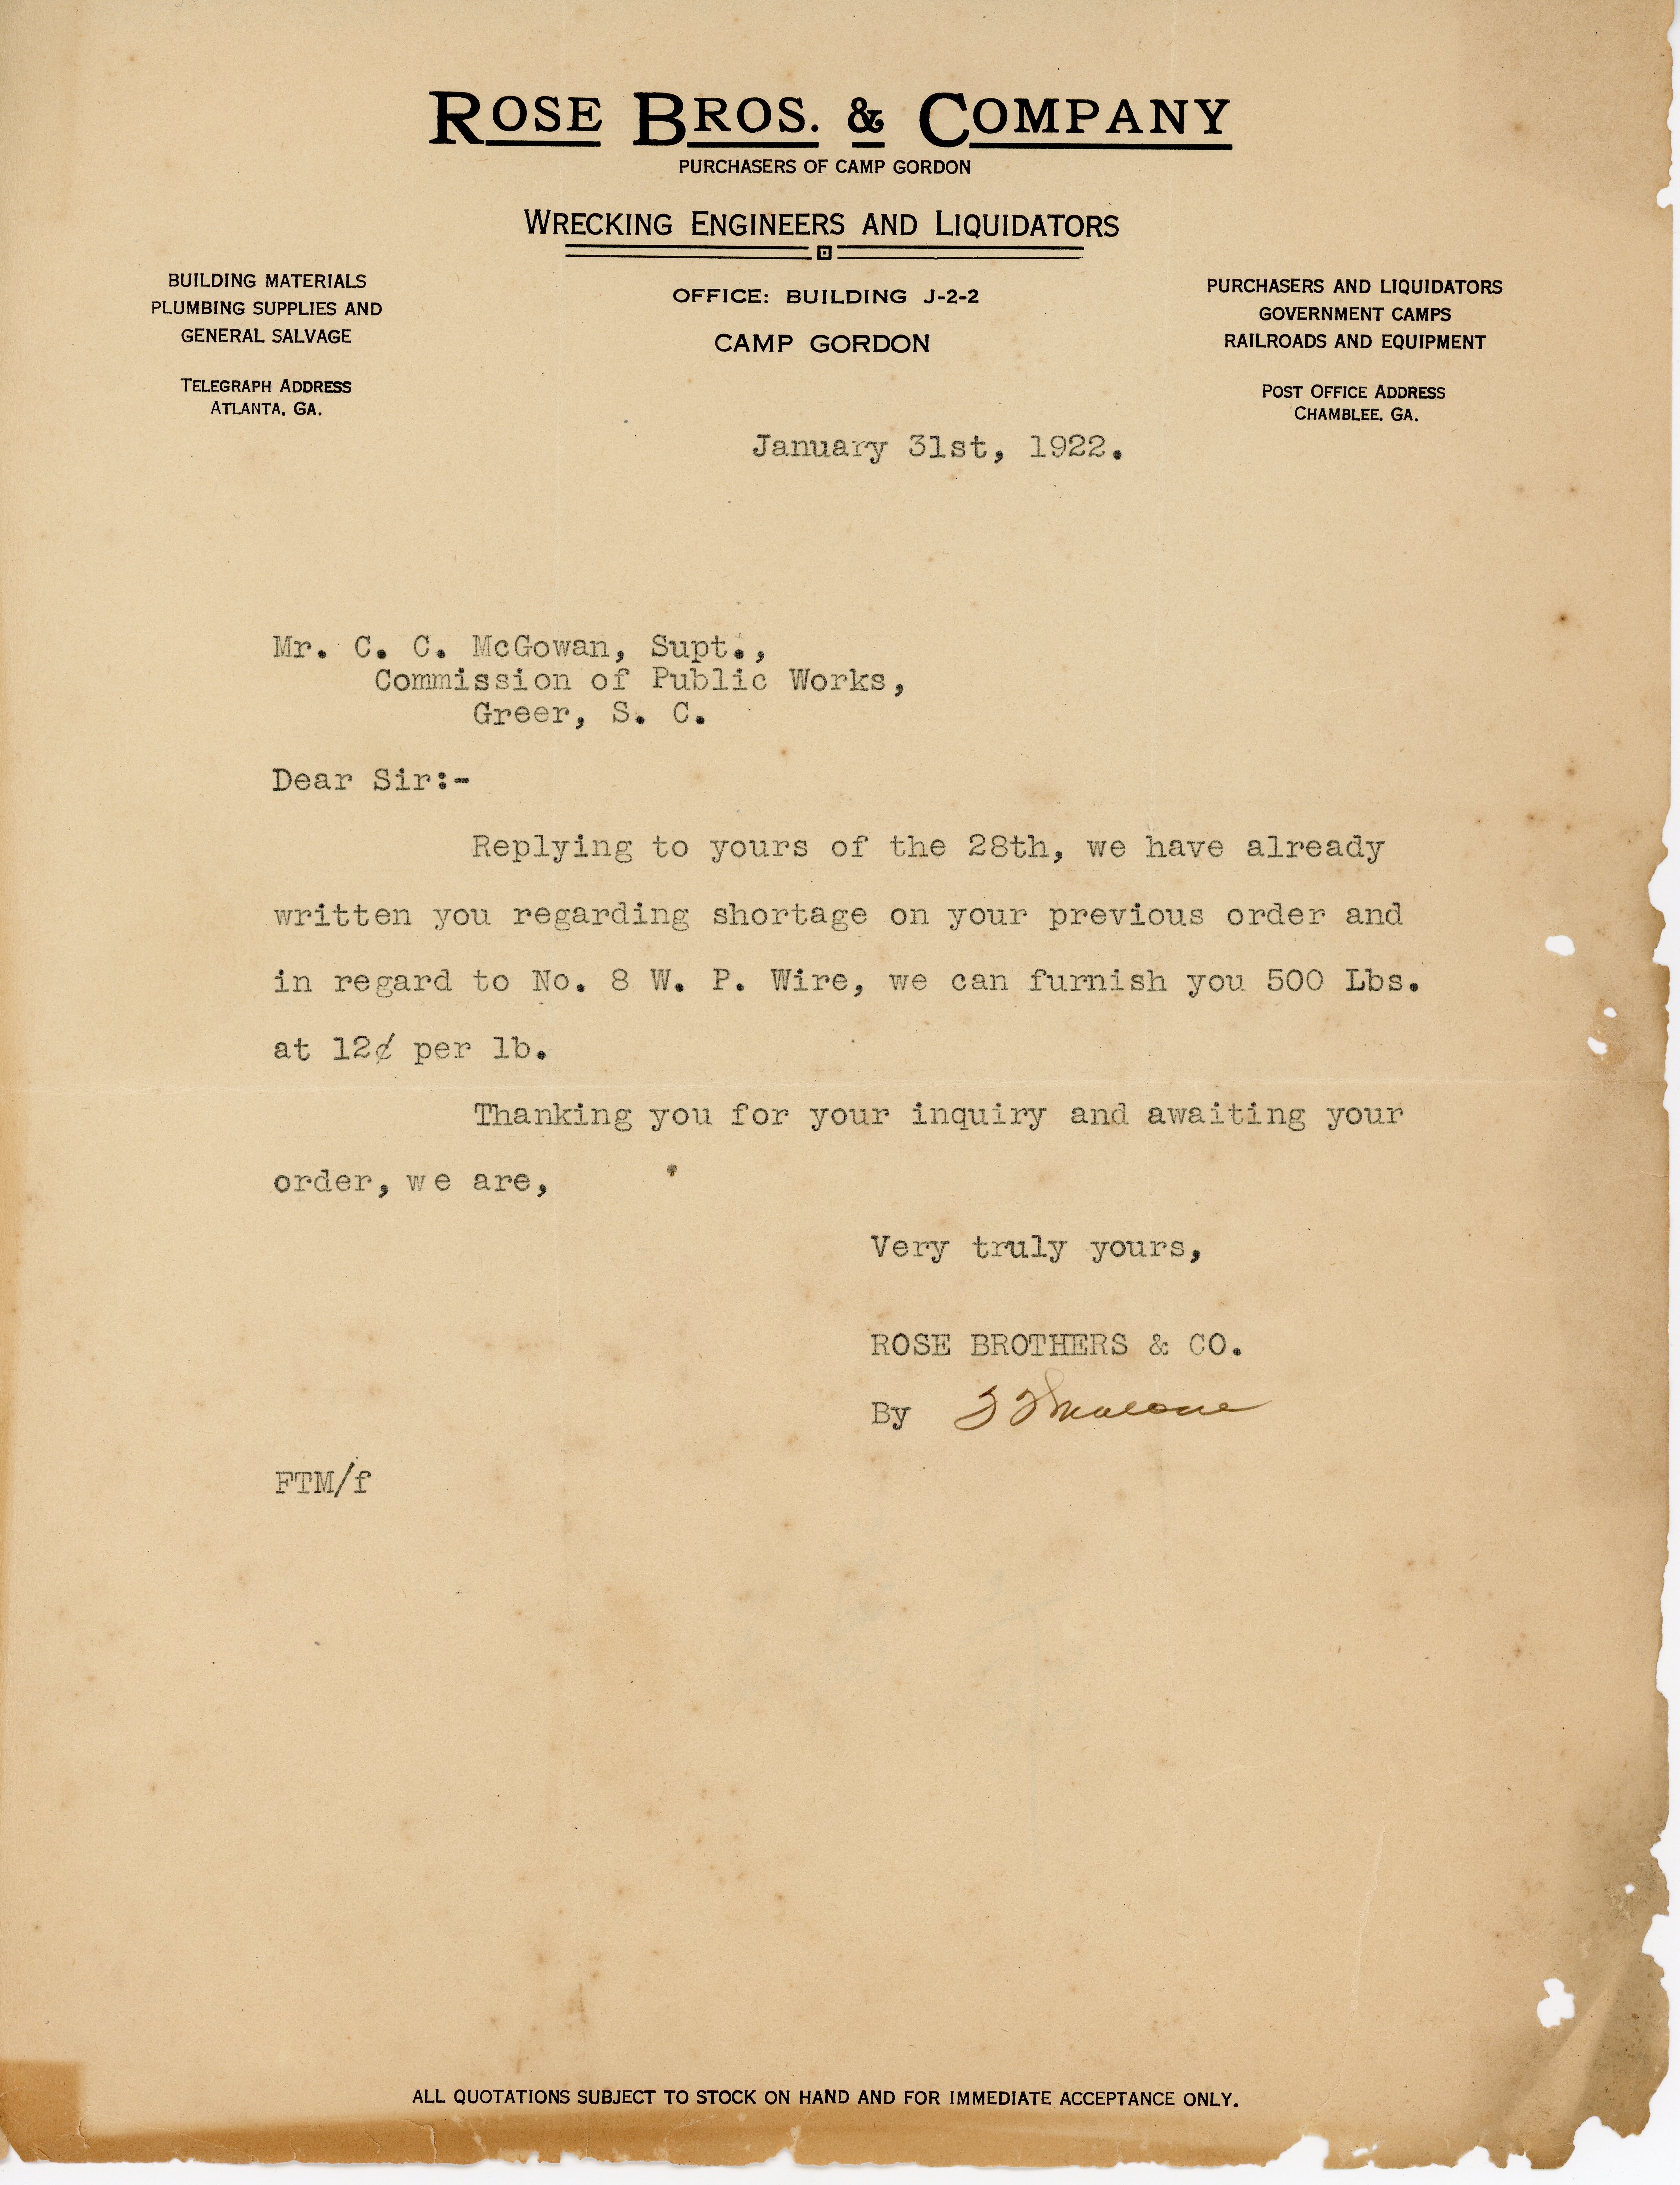 ROSE BROS. & COMPANY
PURCHASERS OF CAMP GORDON
WRECKING ENGINEERS AND LIQUIDATORS
BUILDING MATERIALS
PLUMBING SUPPLIES AND
GENERAL SALVAGE
TELEGRAPH ADDRESS
ATLANTA, GA.
OFFICE: BUILDING J-2-2
CAMP GORDON
PURCHASERS AND LIQUIDATORS
GOVERNMENT CAMPS
RAILROADS AND EQUIPMENT
POST OFFICE ADDRESS
CHAMBLEE, GA.
January 31st, 1922.
Mr. C. C. McGowan, Supt.,
Commission of Public Works,
Greer, S. C.
Dear Sir:-
Replying to yours of the 28th, we have already
written you regarding shortage on your previous order and
in regard to No. 8 W. P. Wire, we can furnish you 500 Lbs.
at 12¢ per lb.
Thanking you for your inquiry and awaiting your
order, we are,
Very truly yours,
ROSE BROTHERS & CO.
By F T Malone
FTM/f
ALL QUOTATIONS SUBJECT TO STOCK ON HAND AND FOR IMMEDIATE ACCEPTANCE ONLY.